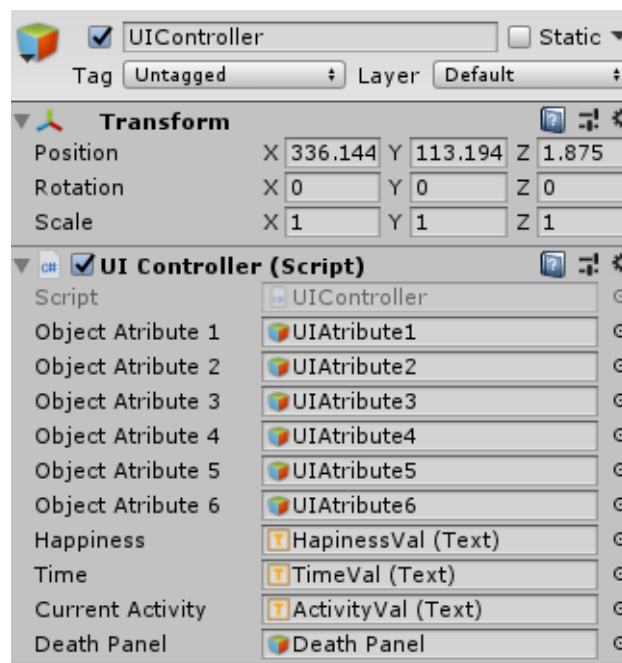 UIController Static
Tag Untagged Layer Default
Transform
Position X 336.144 Y 113.194 Z 1.875
Rotation X 0 Y 0 Z 0
Scale X 1 Y 1 Z 1
c# UI Controller (Script)
Script UIController
Object Atribute 1 UIAtribute1
Object Atribute 2 UIAtribute2
Object Atribute 3 UIAtribute3
Object Atribute 4 UIAtribute4
Object Atribute 5 UIAtribute5
Object Atribute 6 UIAtribute6
Happiness T HapinessVal (Text)
Time T TimeVal (Text)
Current Activity T ActivityVal (Text)
Death Panel Death Panel